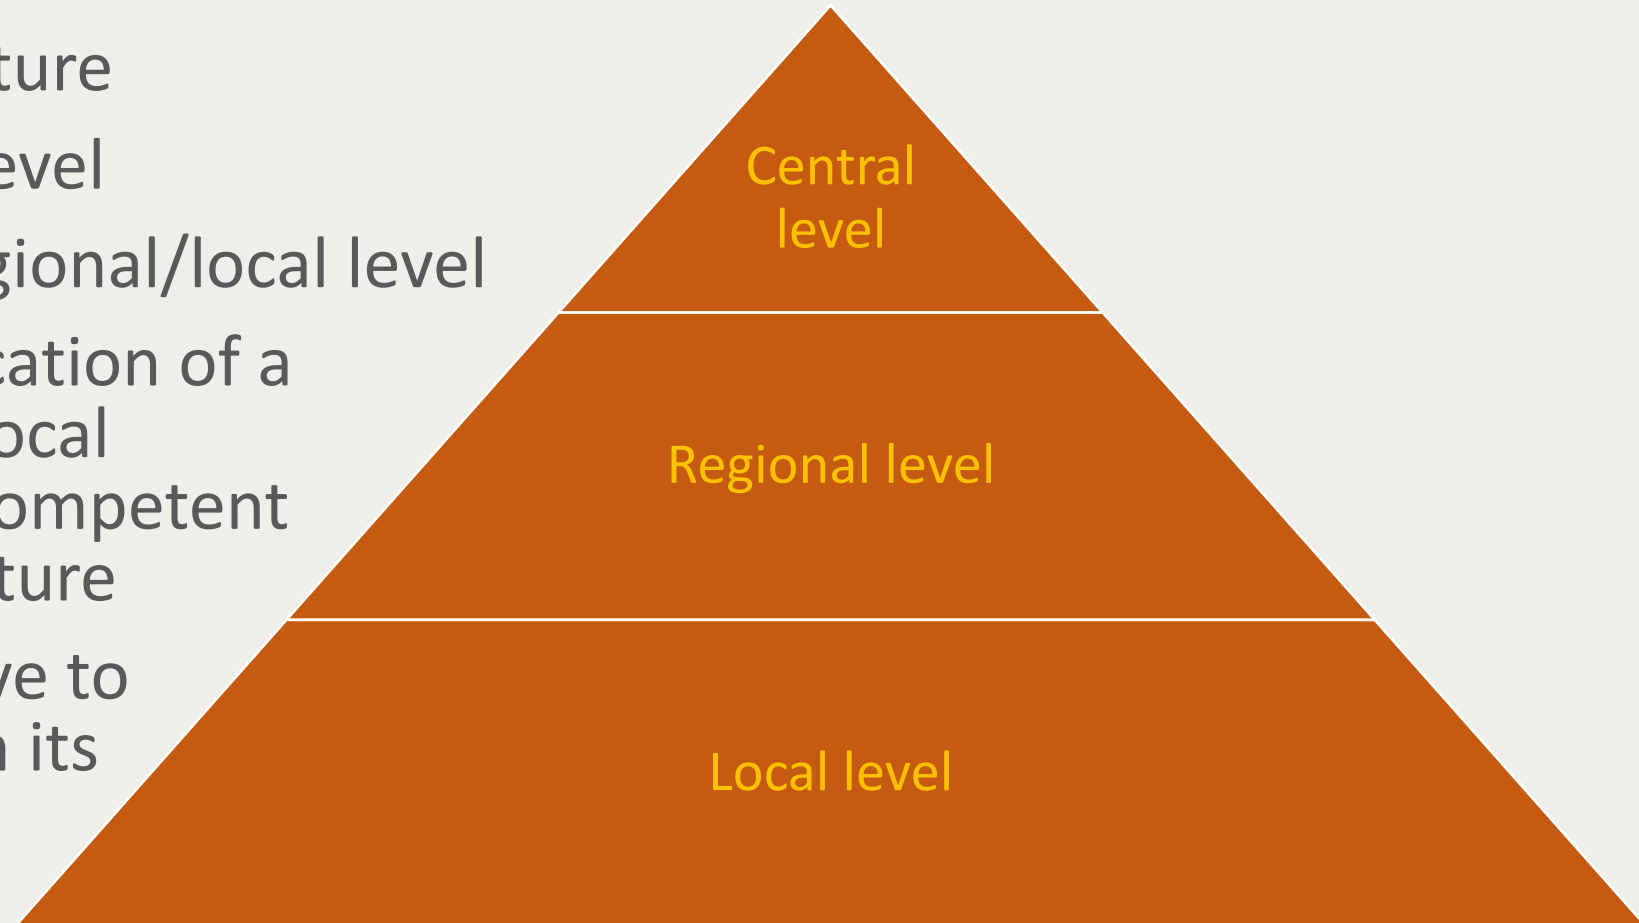 ture
evel
gional/local level
cation of a
ocal
ompetent
ture
ve to
n its
Central
level
Regional level
Local level